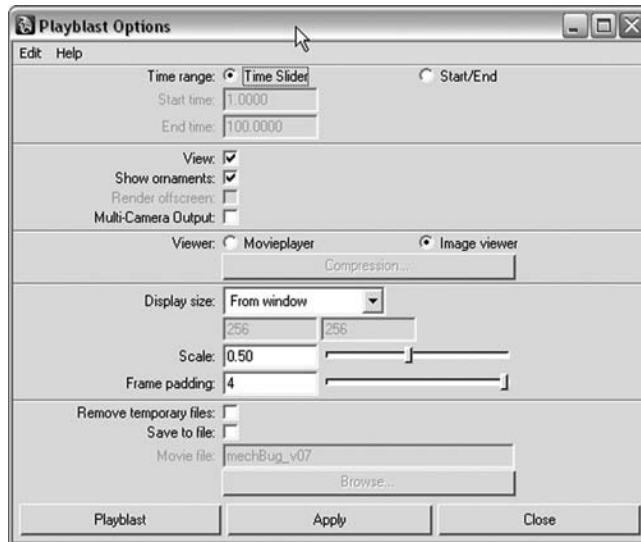 Playblast Options
Edit Help
Time range: Time Slider Start/End
Start time: 1.0000
End time: 100.0000
View:
Show ornaments:
Render offscreen:
Multi-Camera Output:
Viewer: Movieplayer Image viewer
Compression...
Display size: From window
256 256
Scale: 0.50
Frame padding: 4
Remove temporary files:
Save to file:
Movie file: mechBug_v07
Browse...
Playblast Apply Close